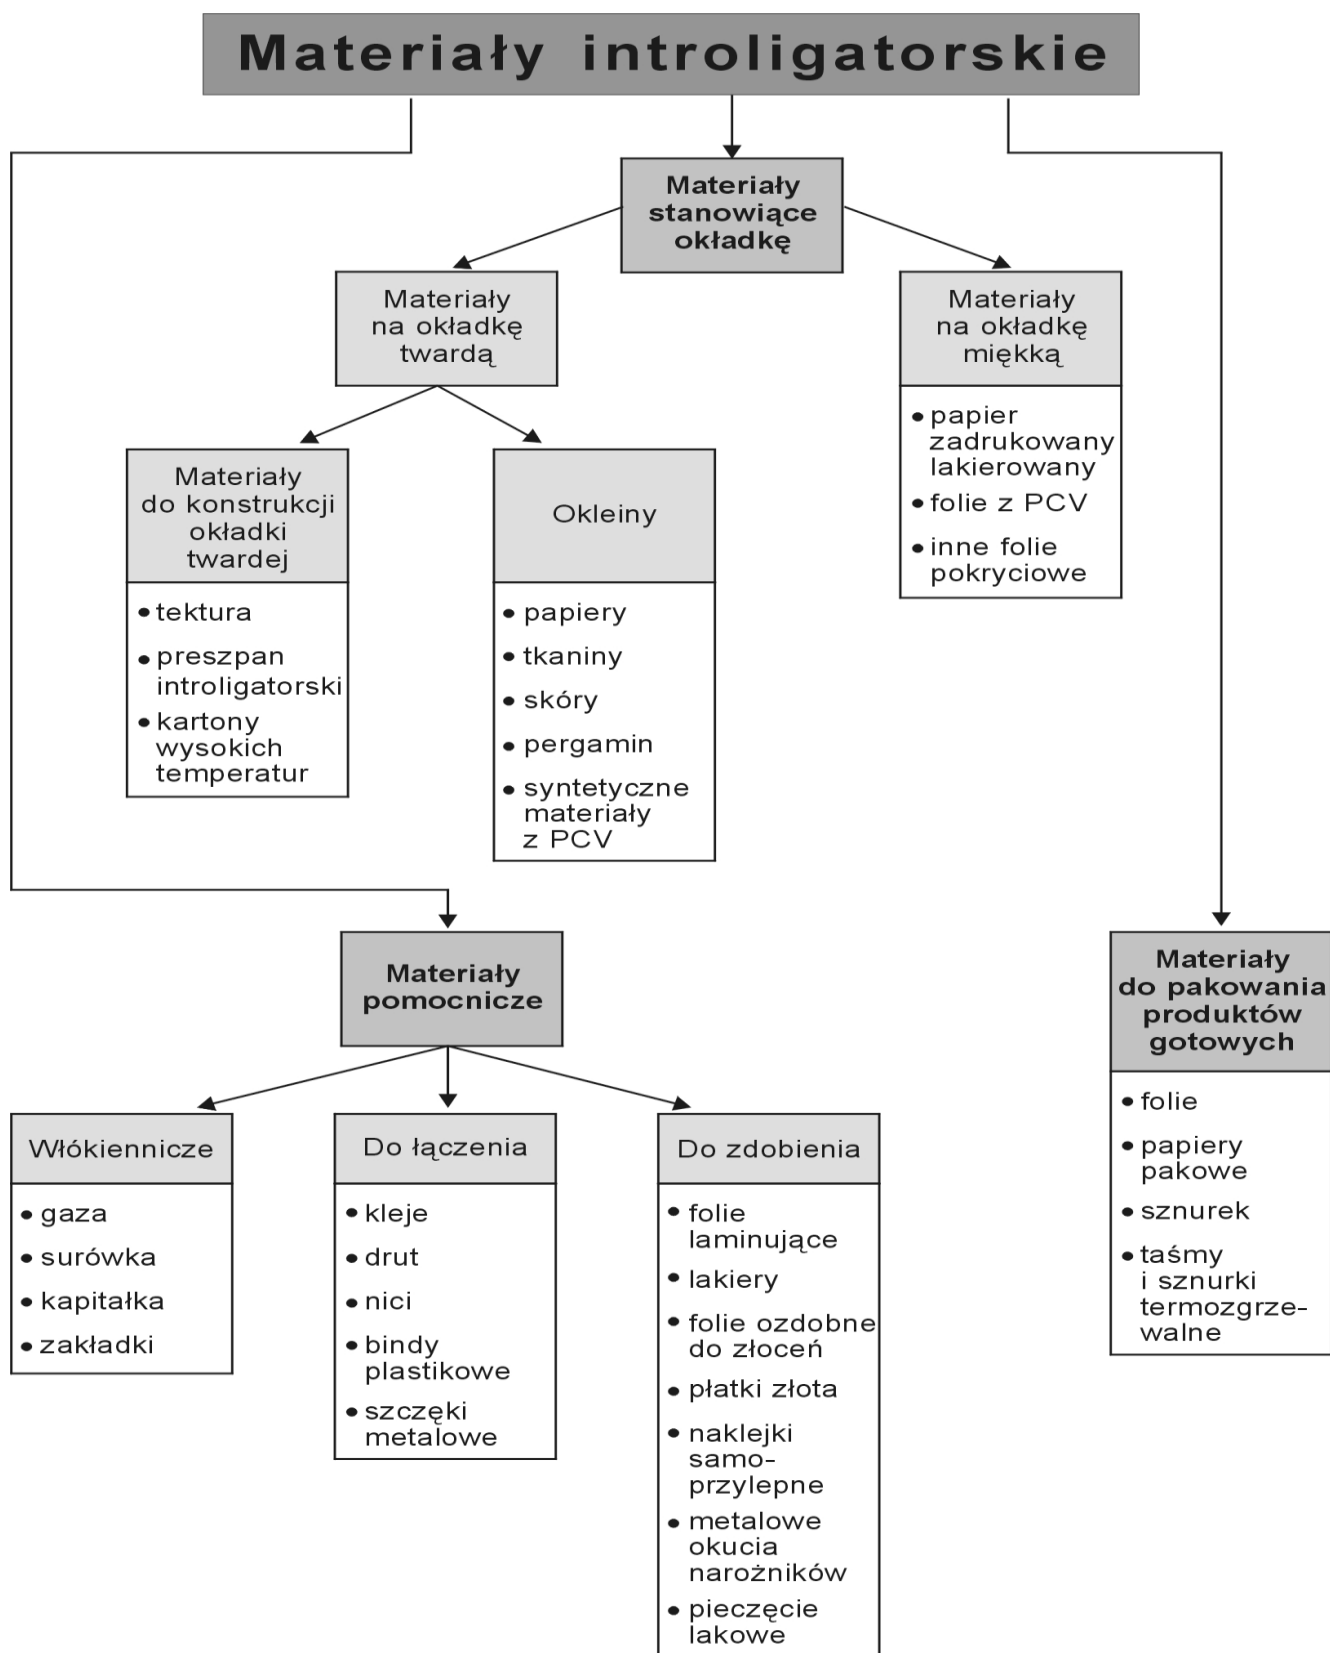 Materiały introligatorskie
Materiały
stanowiące
okładkę
Materiały
na okładkę
twardą
Materiały
na okładkę
miękką
• papier
zadrukowany
lakierowany
• folie z PCV
• inne folie
pokryciowe
Materiały
do konstrukcji
okładki
twardej
• tektura
• preszpan
introligatorski
• kartony
wysokich
temperatur
Okleiny
• papiery
• tkaniny
• skóry
• pergamin
• syntetyczne
materiały
z PCV
Materiały
pomocnicze
Materiały
do pakowania
produktów
gotowych
• folie
• papiery
pakowe
• sznurek
• taśmy
i sznurki
termozgrze-
walne
Włókiennicze
• gaza
• surówka
• kapitałka
• zakładki
Do łączenia
• kleje
• drut
• nici
• bindy
plastikowe
• szczęki
metalowe
Do zdobienia
• folie
laminujące
• lakiery
• folie ozdobne
do złoceń
• płatki złota
• naklejki
samo-
przylepne
• metalowe
okucia
narożników
• pieczęcie
lakowe